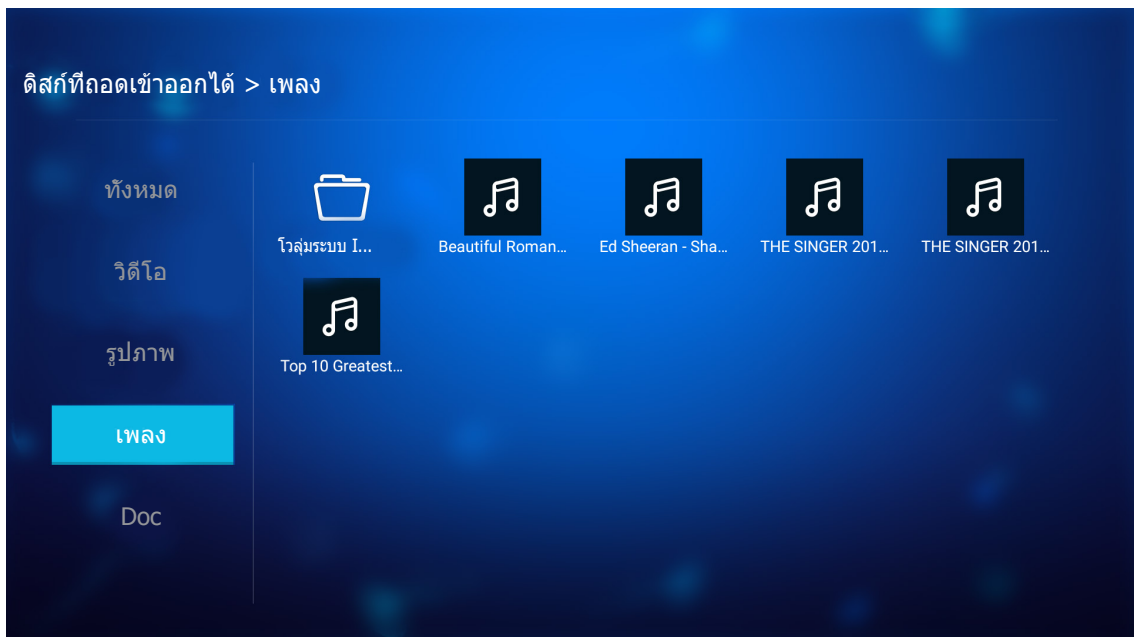 ดิสก์ที่ถอดเข้าออกได้ > เพลง
ทั้งหมด
วิดีโอ
รูปภาพ
เพลง
Doc
โวลุ่มระบบ I...
Beautiful Roman...
Ed Sheeran - Sha...
THE SINGER 201...
THE SINGER 201...
Top 10 Greatest...